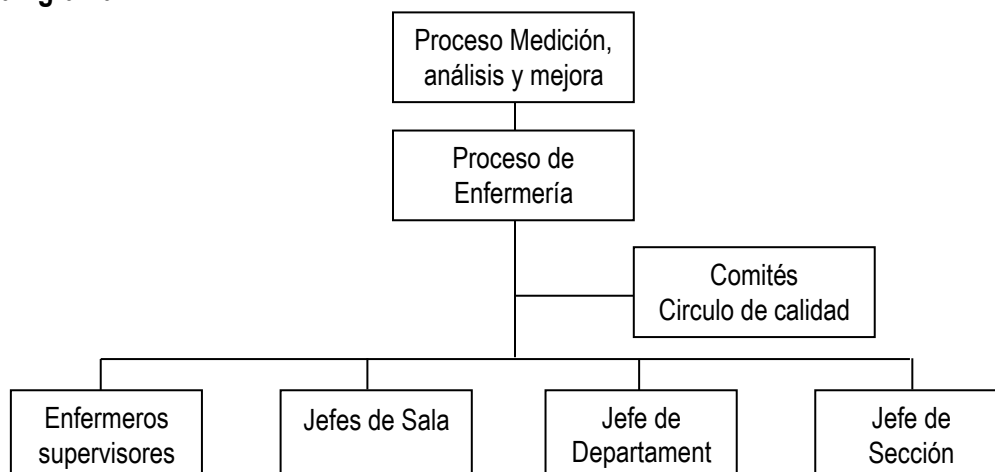 Proceso Medición,
análisis y mejora
Proceso de
Enfermería
Comités
Circulo de calidad
Enfermeros
supervisores
Jefes de Sala
Jefe de
Departament
Jefe de
Sección